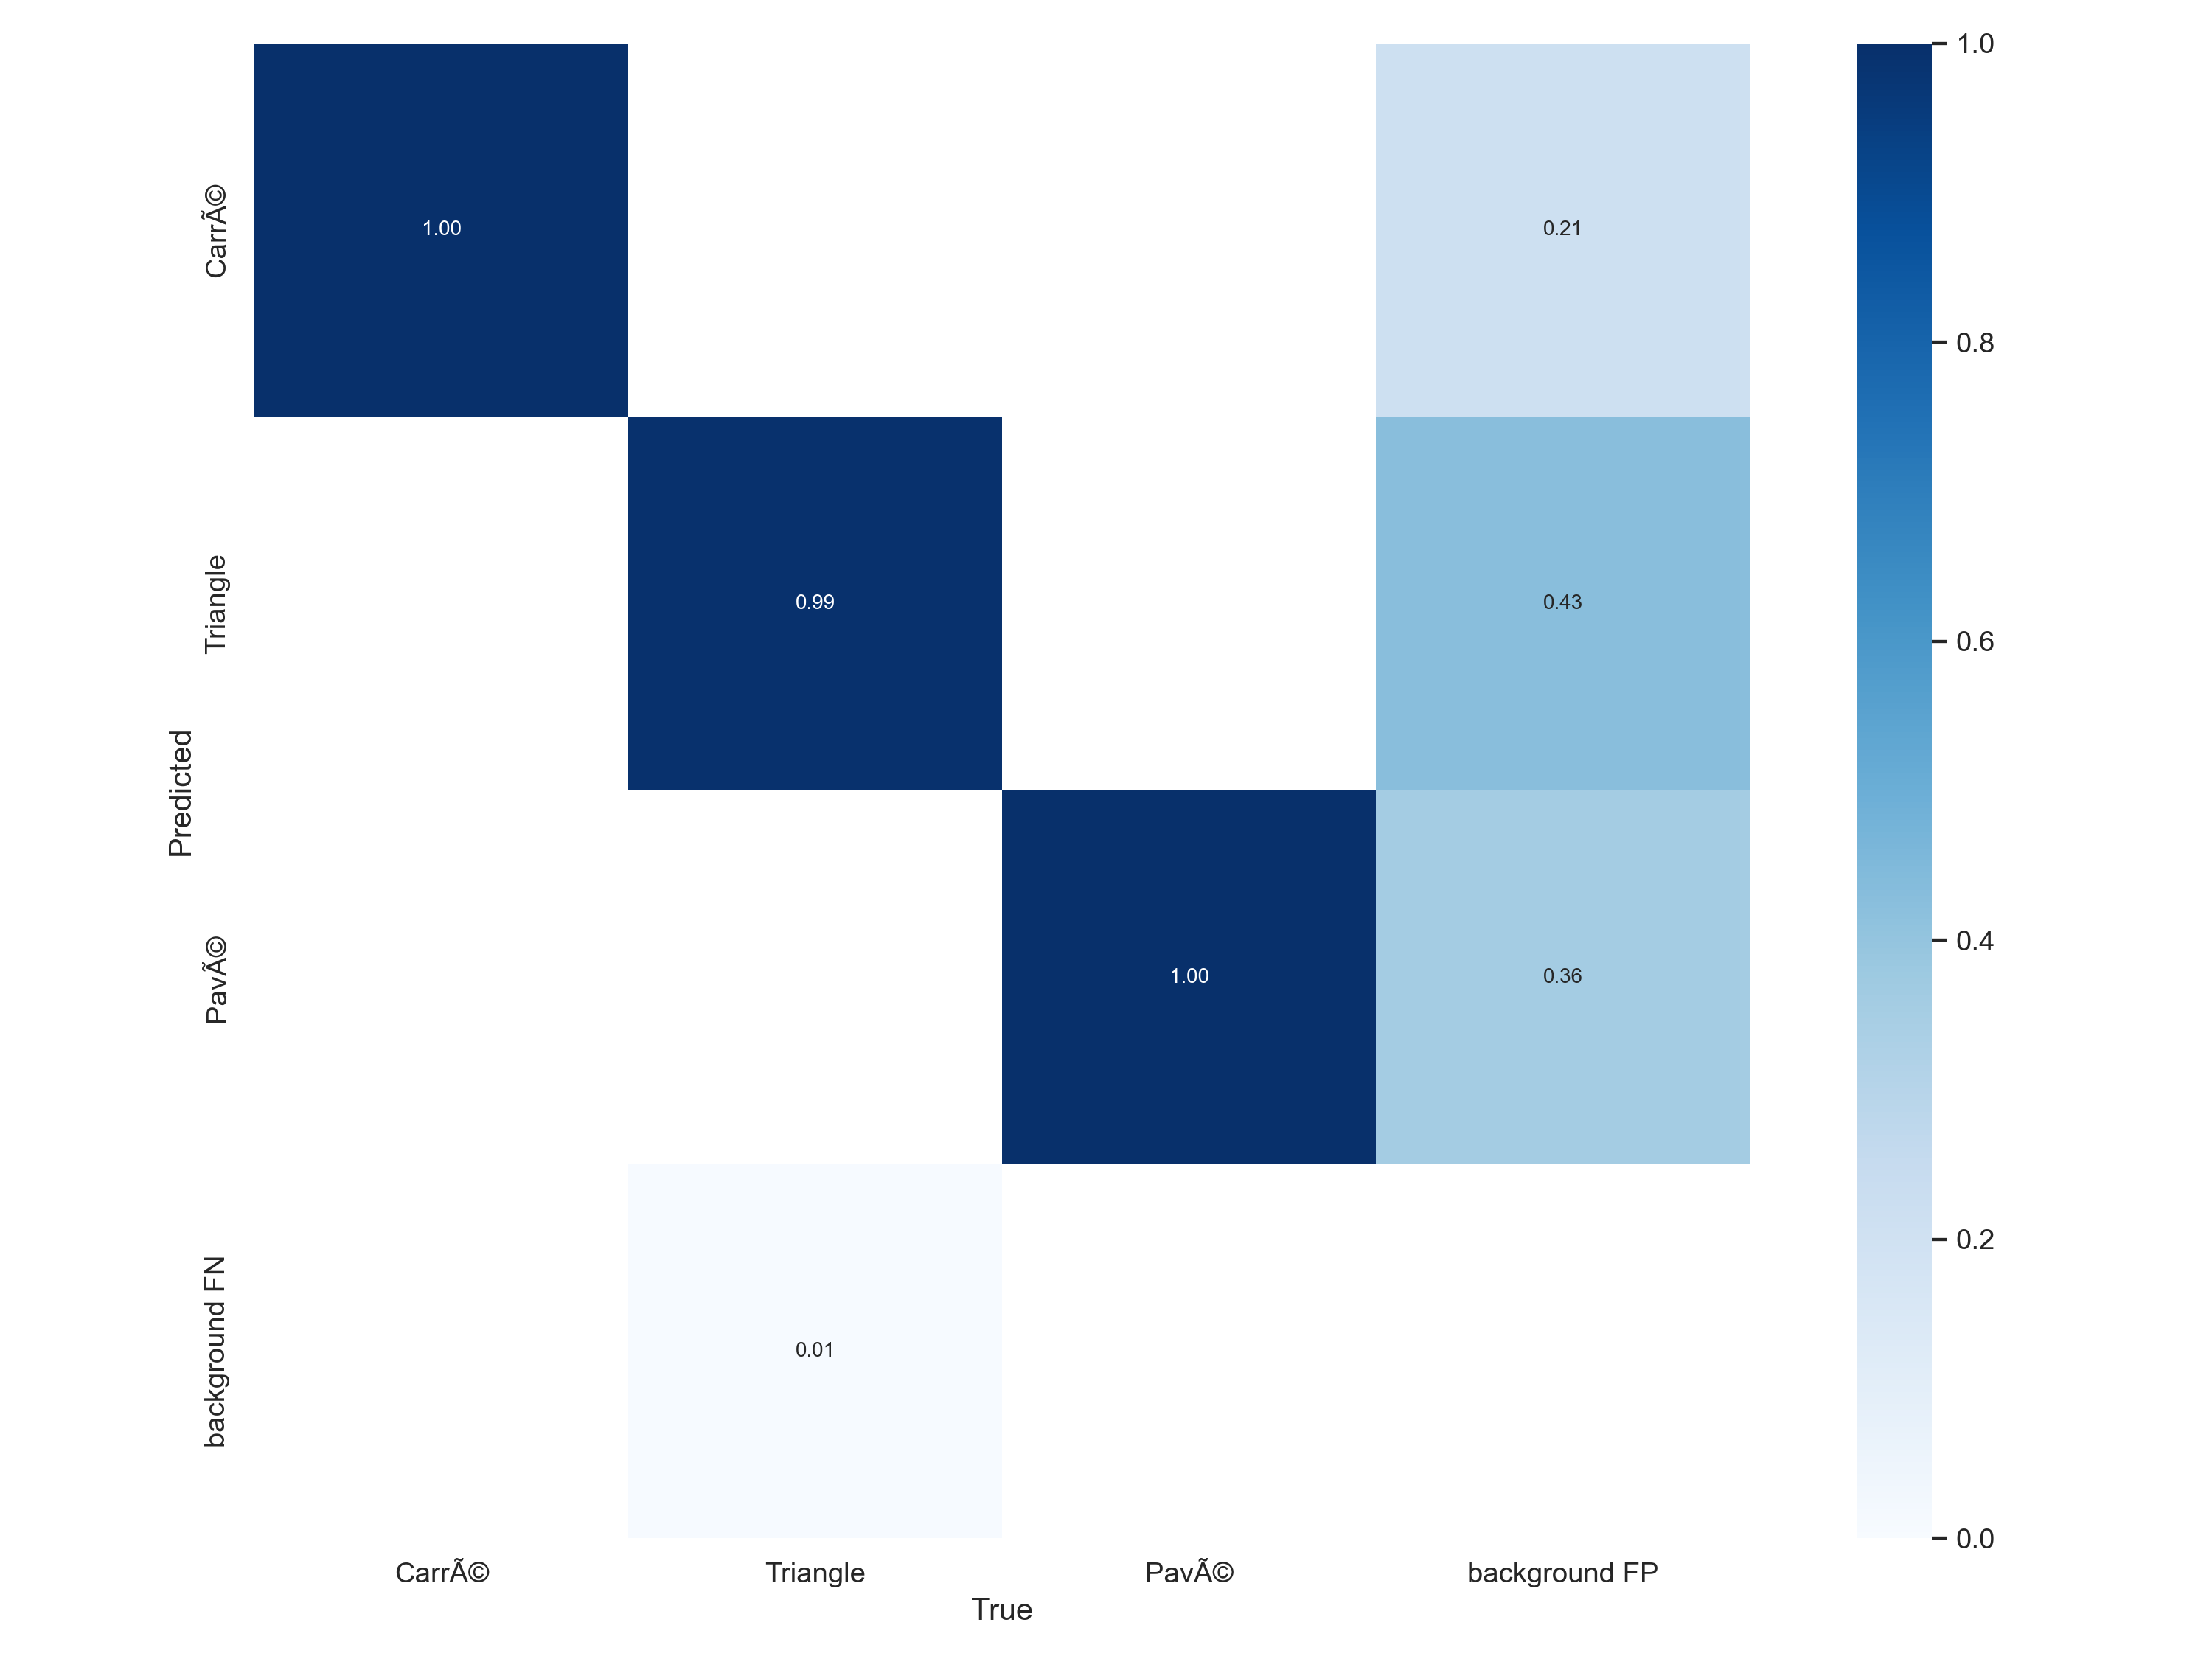 CarrÃ©
1.00
0.21
Triangle
0.99
0.43
PavÃ©
1.00
0.36
background FN
0.01
Predicted
CarrÃ©
Triangle
PavÃ©
background FP
True
1.0
0.8
0.6
0.4
0.2
0.0